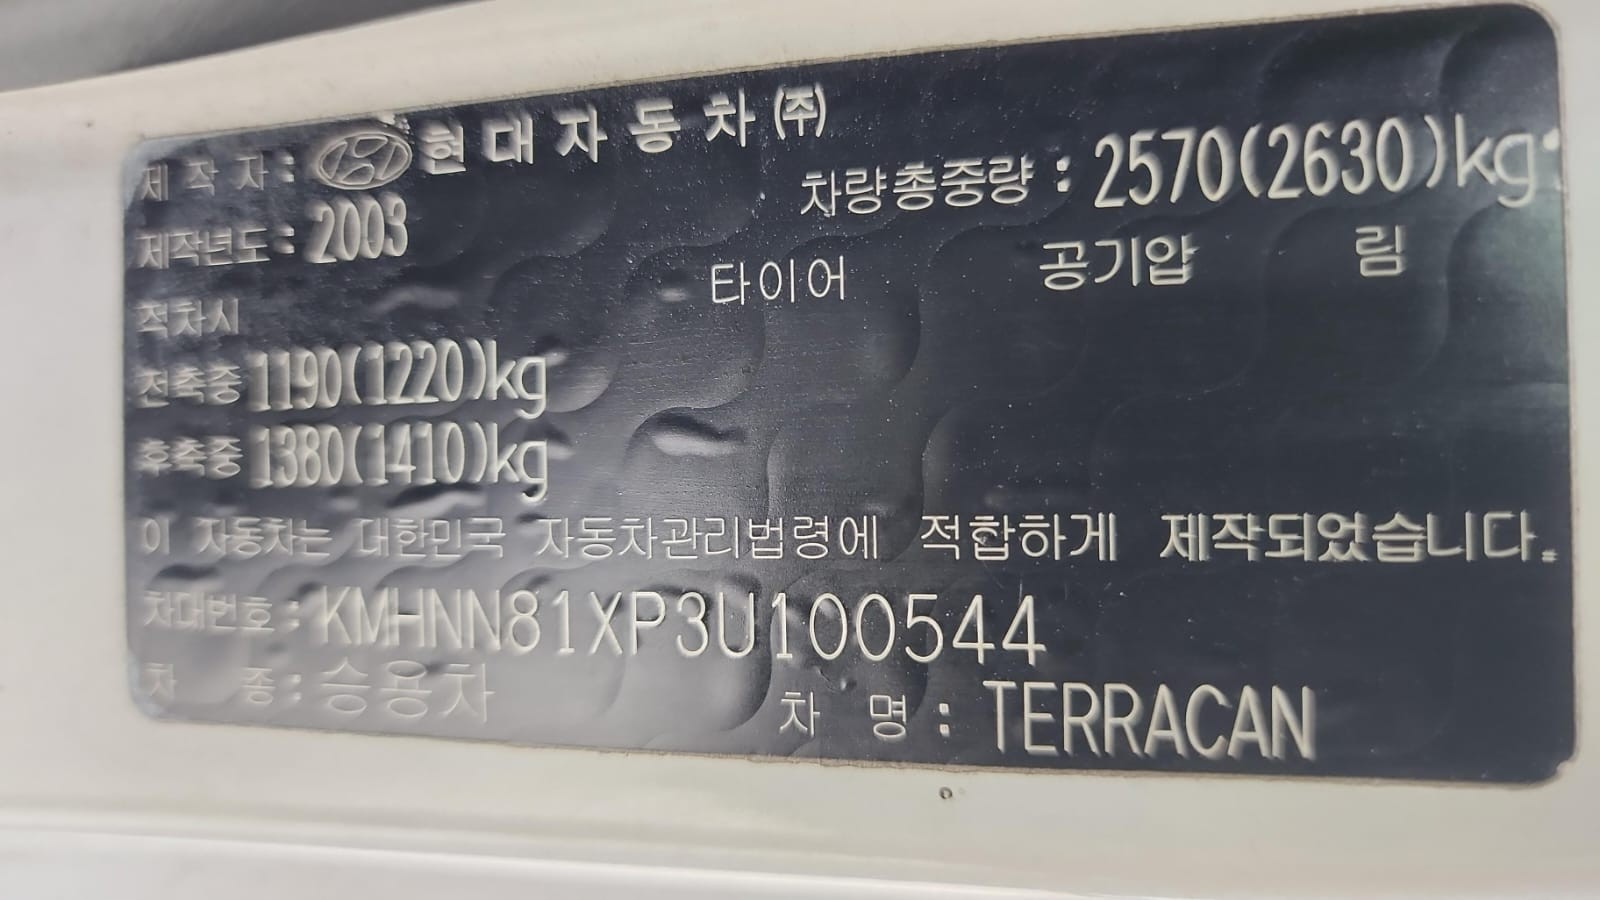 제 작 자 : 현 대 자 동 차 (주)
제작년도 : 2003
차량총중량 : 2570(2630)kg
타이어 공기압 림
적차시
전축중 1190(1220)kg
후축중 1380(1410)kg
이 자동차는 대한민국 자동차관리법령에 적합하게 제작되었습니다.
차대번호 : KMHNN81XP3U100544
차 종 : 승용차
차 명 : TERRACAN